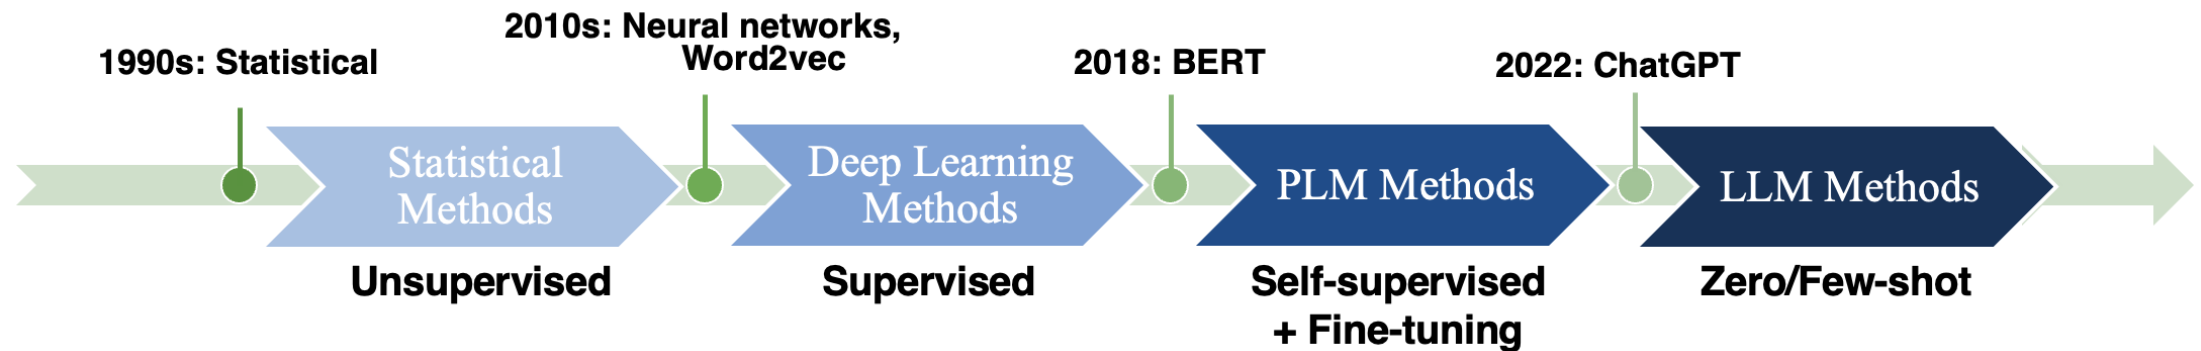 1990s: Statistical
2010s: Neural networks,
Word2vec
2018: BERT
2022: ChatGPT
Statistical
Methods
Deep Learning
Methods
PLM Methods
LLM Methods
Unsupervised
Supervised
Self-supervised
+ Fine-tuning
Zero/Few-shot